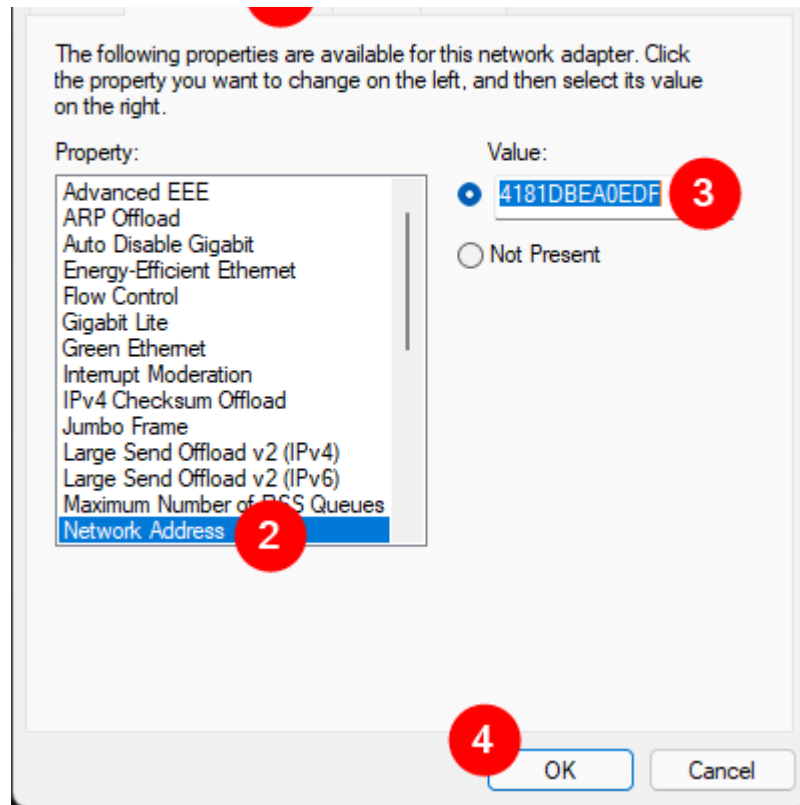 The following properties are available for this network adapter. Click
the property you want to change on the left, and then select its value
on the right.
Property:
Value:
Advanced EEE
ARP Offload
Auto Disable Gigabit
Energy-Efficient Ethernet
Flow Control
Gigabit Lite
Green Ethernet
Interrupt Moderation
IPv4 Checksum Offload
Jumbo Frame
Large Send Offload v2 (IPv4)
Large Send Offload v2 (IPv6)
Maximum Number of RSS Queues
Network Address
2
4181DBEA0EDF
3
Not Present
4
OK
Cancel